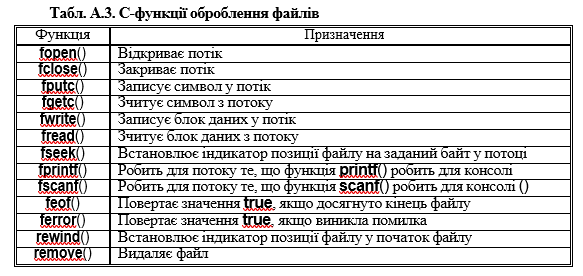 Табл. А.3. С-функції оброблення файлів
Функція Призначення
fopen() Відкриває потік
fclose() Закриває потік
fputc() Записує символ у потік
fgetc() Зчитує символ з потоку
fwrite() Записує блок даних у потік
fread() Зчитує блок даних з потоку
fseek() Встановлює індикатор позиції файлу на заданий байт у потоці
fprintf() Робить для потоку те, що функція printf() робить для консолі
fscanf() Робить для потоку те, що функція scanf() робить для консолі ()
feof() Повертає значення true, якщо досягнуто кінець файлу
ferror() Повертає значення true, якщо виникла помилка
rewind() Встановлює індикатор позиції файлу у початок файлу
remove() Видаляє файл